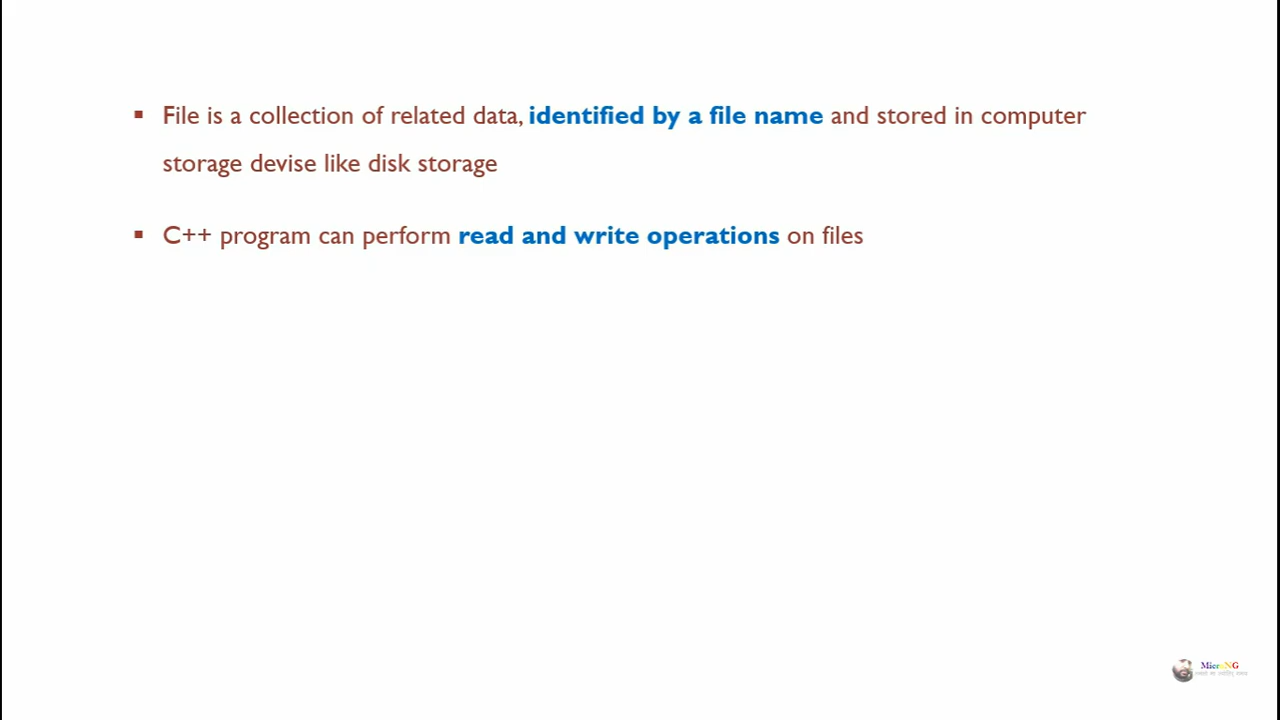 ▪ File is a collection of related data, identified by a file name and stored in computer
storage devise like disk storage
▪ C++ program can perform read and write operations on files
MicroNG